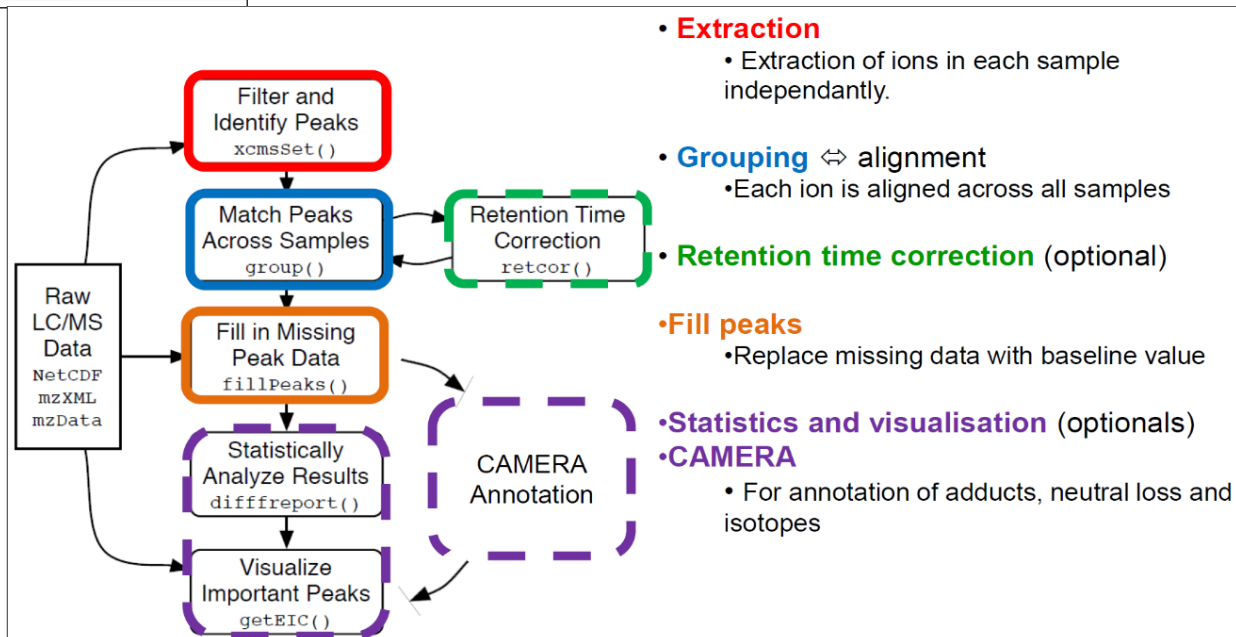 Filter and
Identify Peaks
xcmsSet()
Match Peaks
Across Samples
group()
Retention Time
Correction
retcor()
Raw
LC/MS
Data
NetCDF
mzXML
mzData
Fill in Missing
Peak Data
fillPeaks()
Statistically
Analyze Results
difffreport()
CAMERA
Annotation
Visualize
Important Peaks
getEIC()
• Extraction
• Extraction of ions in each sample
independantly.
• Grouping ⇔ alignment
•Each ion is aligned across all samples
• Retention time correction (optional)
•Fill peaks
•Replace missing data with baseline value
•Statistics and visualisation (optionals)
•CAMERA
• For annotation of adducts, neutral loss and
isotopes